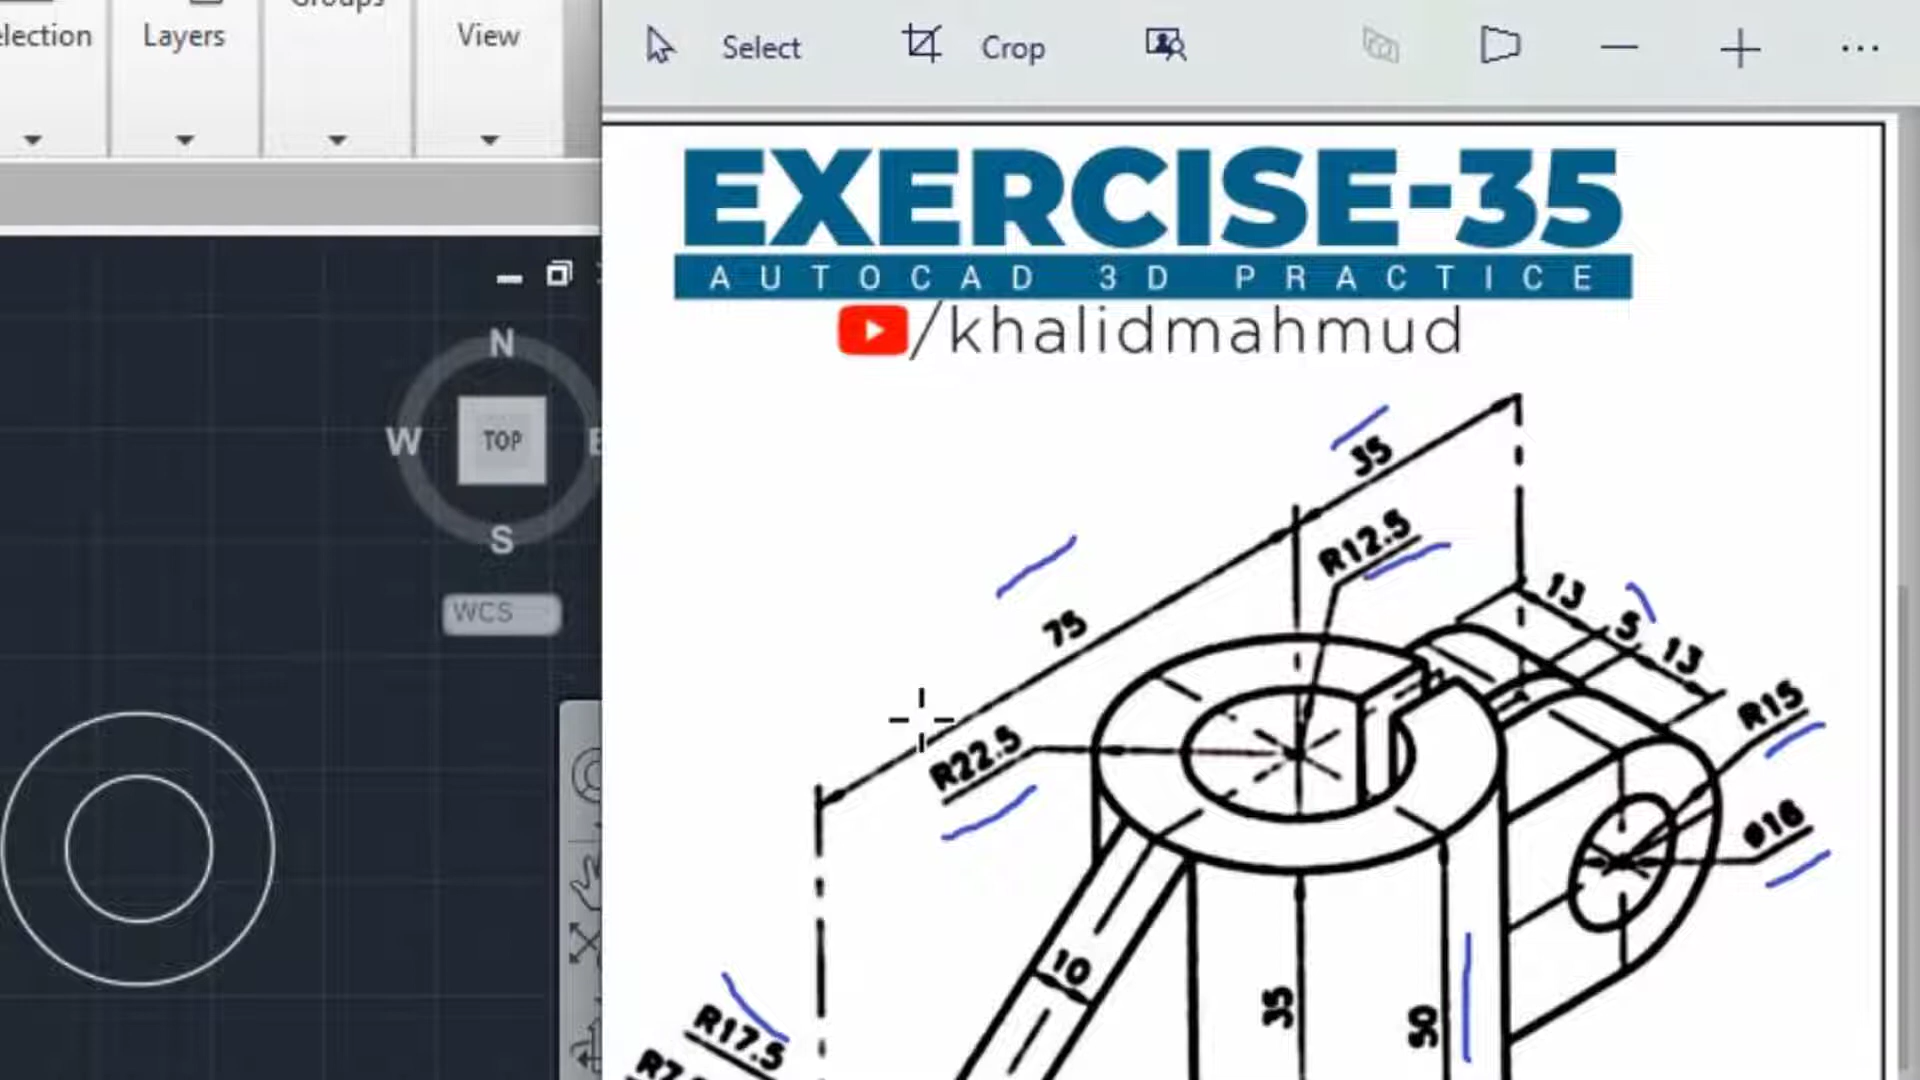 Layers
View
Select
Crop
EXERCISE-35
AUTOCAD 3D PRACTICE
/khalidmahmud
N
W
TOP
S
WCS
35
R12.5
75
13
5
13
R15
R22.5
ø16
10
R17.5
35
50